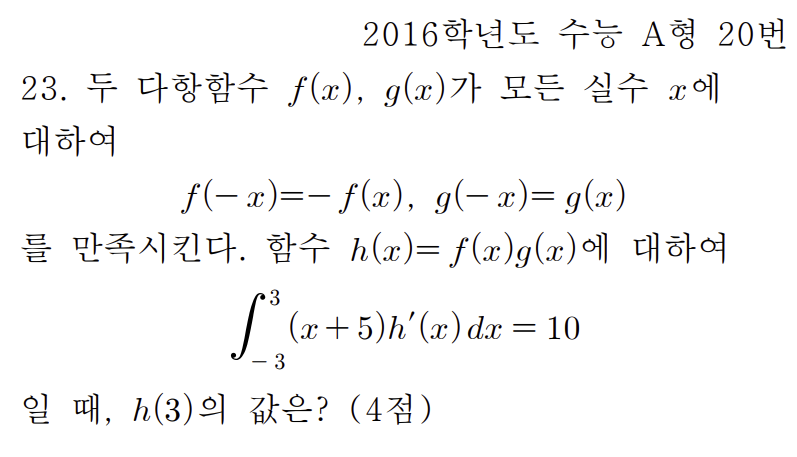 2016학년도 수능 A형 20번
23. 두 다항함수 f(x), g(x)가 모든 실수 x에
대하여
f(−x)=−f(x), g(−x)=g(x)
를 만족시킨다. 함수 h(x)=f(x)g(x)에 대하여
∫_{−3}^{3} (x+5)h′(x)dx = 10
일 때, h(3)의 값은? (4점)